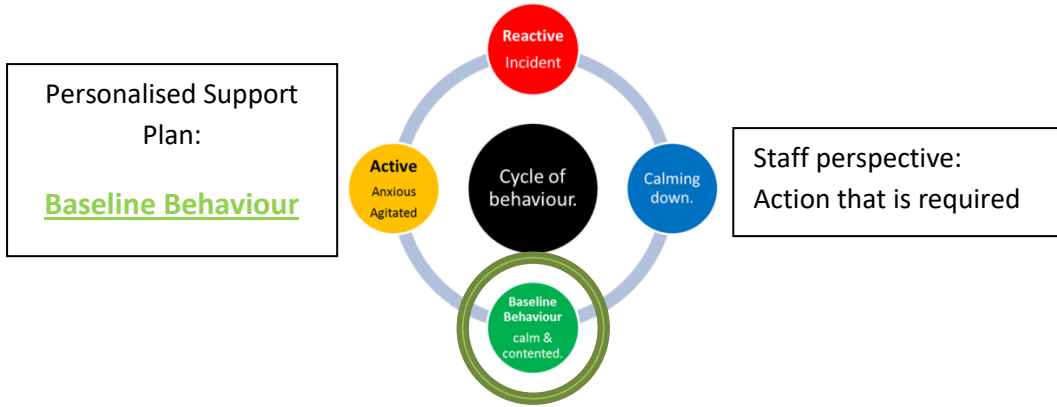 Personalised Support
Plan:
Baseline Behaviour
Reactive
Incident
Active
Anxious
Agitated
Cycle of
behaviour.
Calming
down.
Baseline
Behaviour
calm &
contented.
Staff perspective:
Action that is required